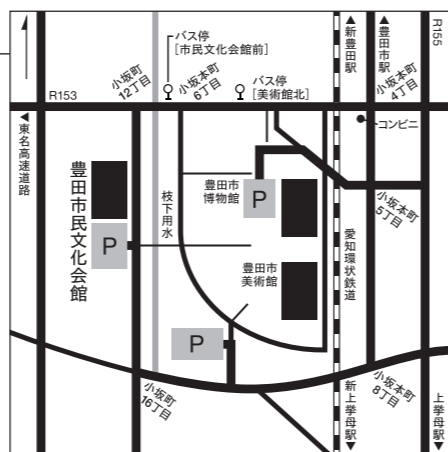 バス停
[市民文化会館前]
バス停
[美術館北]
小坂町
12丁目
小坂本町
6丁目
▲新豊田駅
▲豊田市駅
小坂本町
4丁目
R155
R153
コンビニ
▲東名高速道路
豊田市民文化会館
P
枝下用水
豊田市
博物館
P
小坂本町
5丁目
愛知環状鉄道
豊田市
美術館
P
小坂町
16丁目
新上挙母駅▼
小坂本町
8丁目
上挙母駅▼